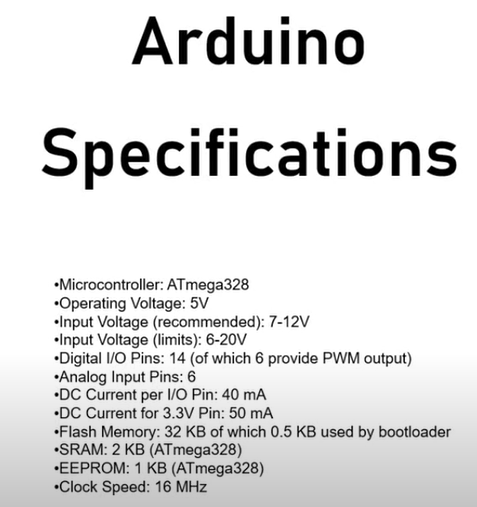 Arduino
Specifications
•Microcontroller: ATmega328
•Operating Voltage: 5V
•Input Voltage (recommended): 7-12V
•Input Voltage (limits): 6-20V
•Digital I/O Pins: 14 (of which 6 provide PWM output)
•Analog Input Pins: 6
•DC Current per I/O Pin: 40 mA
•DC Current for 3.3V Pin: 50 mA
•Flash Memory: 32 KB of which 0.5 KB used by bootloader
•SRAM: 2 KB (ATmega328)
•EEPROM: 1 KB (ATmega328)
•Clock Speed: 16 MHz